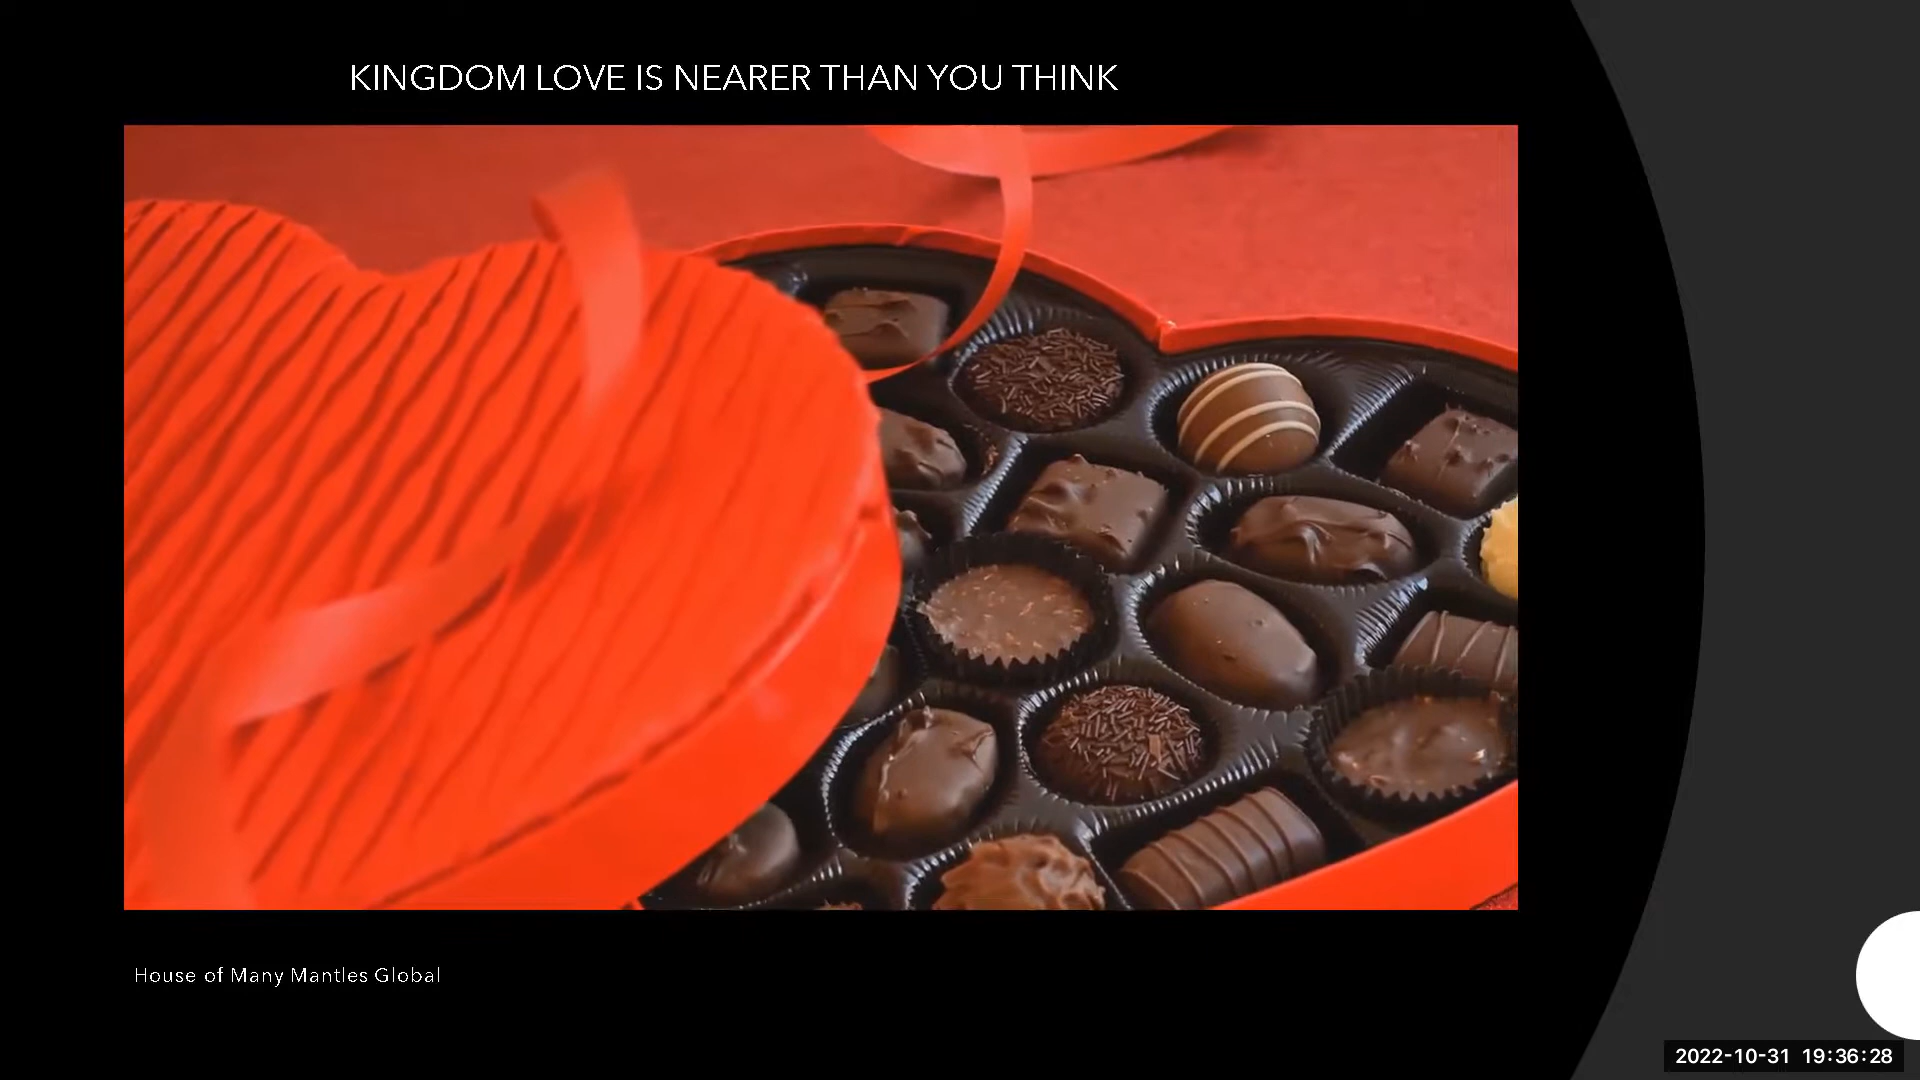 KINGDOM LOVE IS NEARER THAN YOU THINK
House of Many Mantles Global
2022-10-31 19:36:28